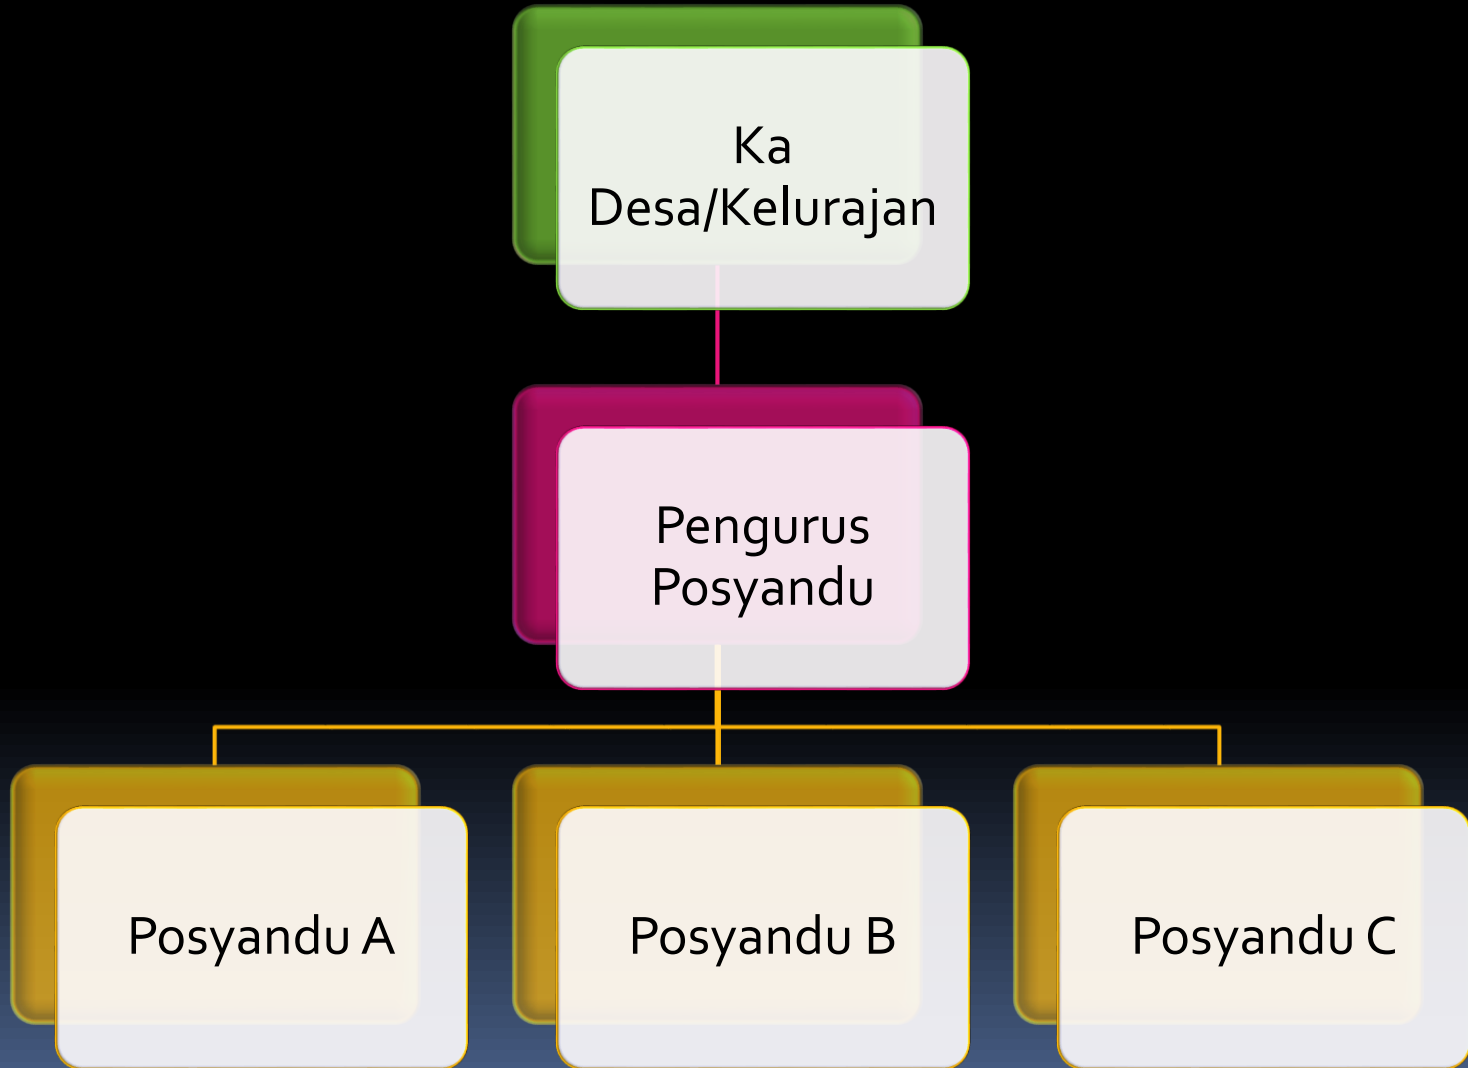 Ka
Desa/Kelurajan
Pengurus
Posyandu
Posyandu A
Posyandu B
Posyandu C